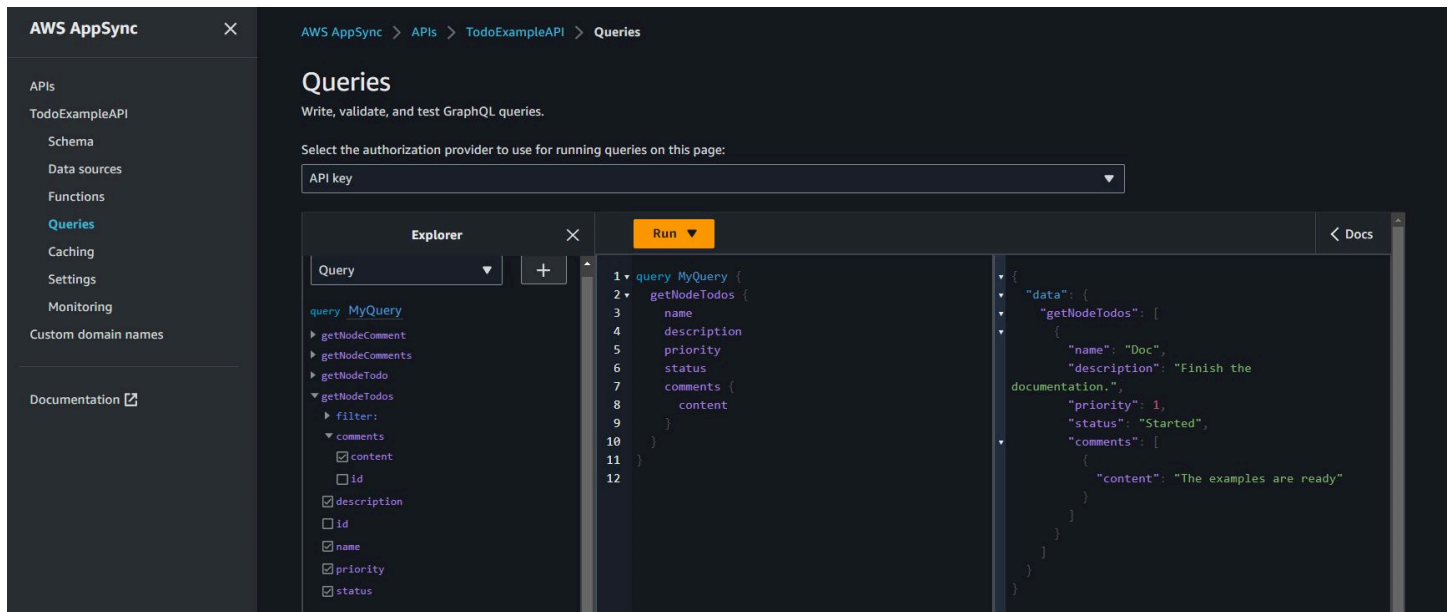 AWS AppSync
APIs
TodoExampleAPI
Schema
Data sources
Functions
Queries
Caching
Settings
Monitoring
Custom domain names
Documentation
AWS AppSync > APIs > TodoExampleAPI > Queries
Queries
Write, validate, and test GraphQL queries.
Select the authorization provider to use for running queries on this page:
API key
Explorer
Run
< Docs
Query
+
query MyQuery
getNodeComment
getNodeComments
getNodeTodo
getNodeTodos
filter:
comments
content
id
description
id
name
priority
status
1 query MyQuery {
2 getNodeTodos {
3 name
4 description
5 priority
6 status
7 comments {
8 content
9 }
10 }
11 }
12
{
"data": {
"getNodeTodos": [
{
"name": "Doc",
"description": "Finish the
documentation.",
"priority": 1,
"status": "Started",
"comments": [
{
"content": "The examples are ready"
}
]
}
]
}
}